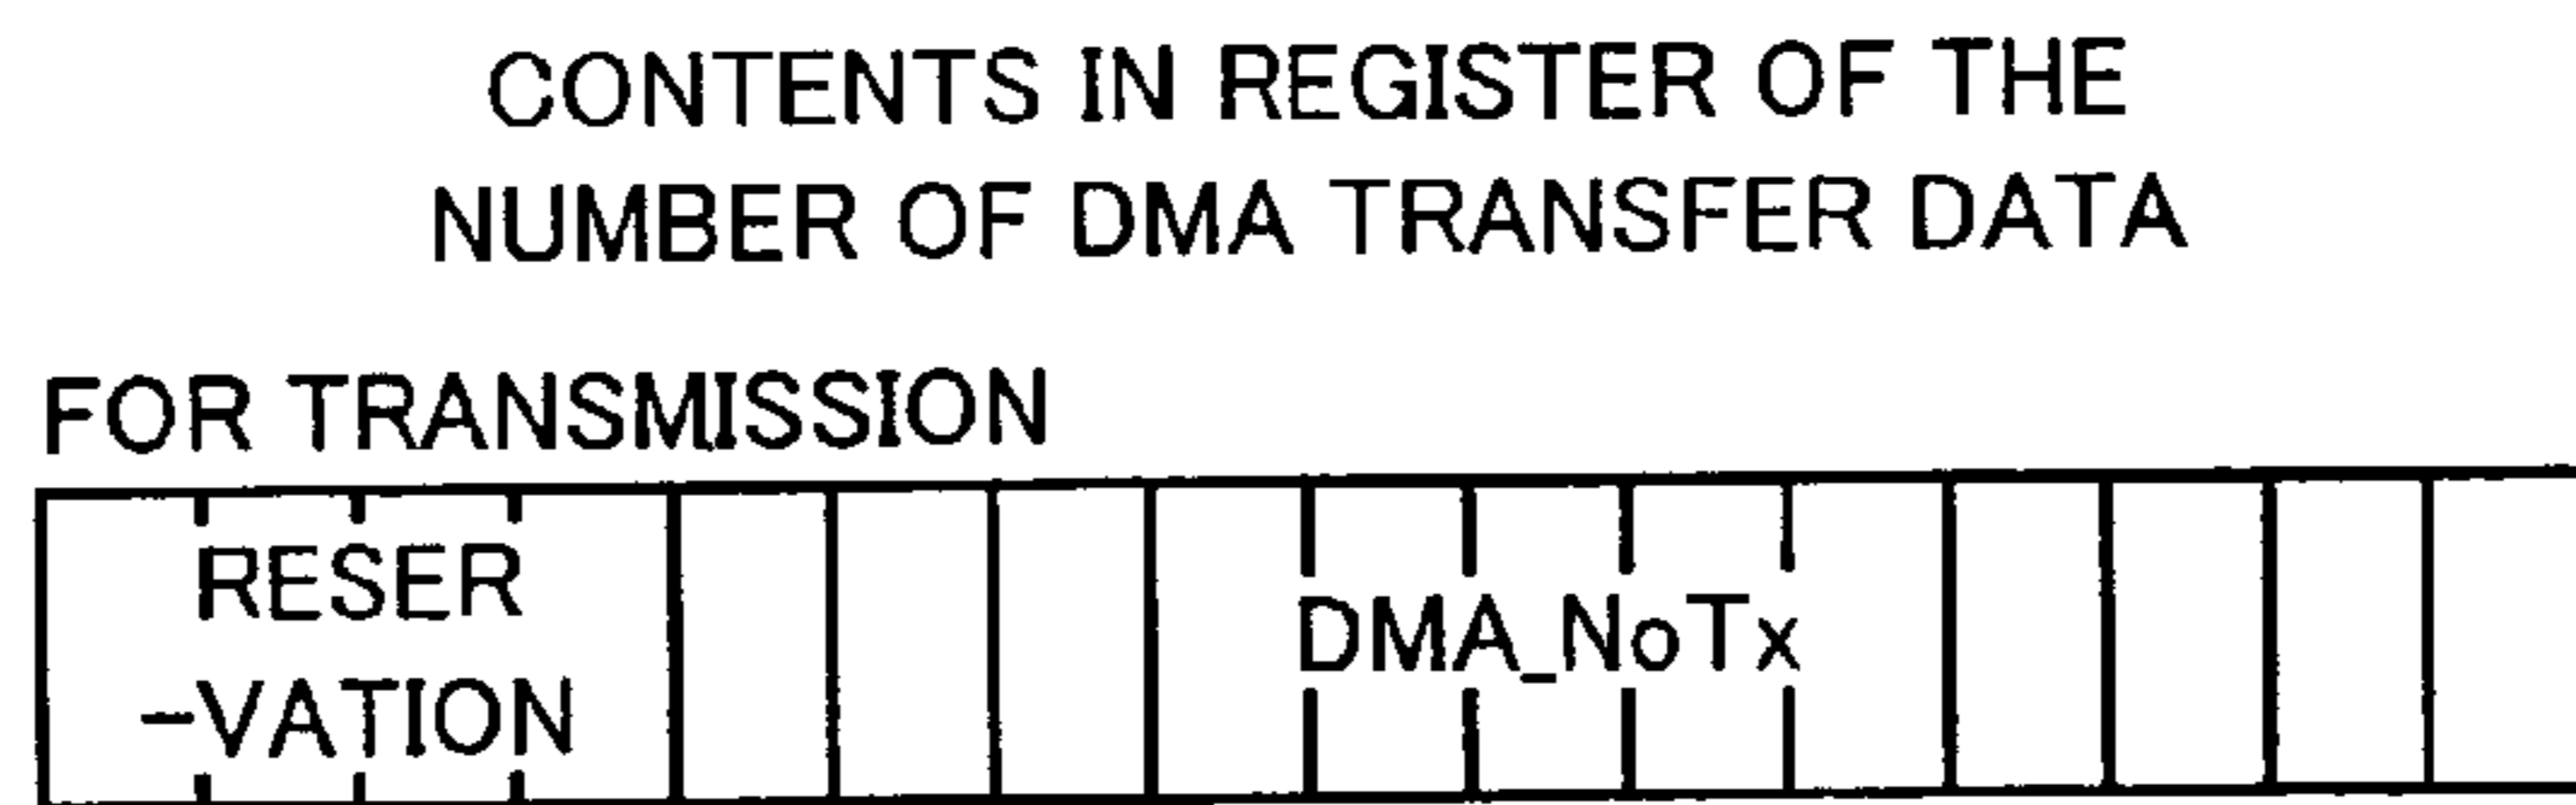 CONTENTS IN REGISTER OF THE
NUMBER OF DMA TRANSFER DATA
FOR TRANSMISSION
RESER
-VATION
DMA_NoTx